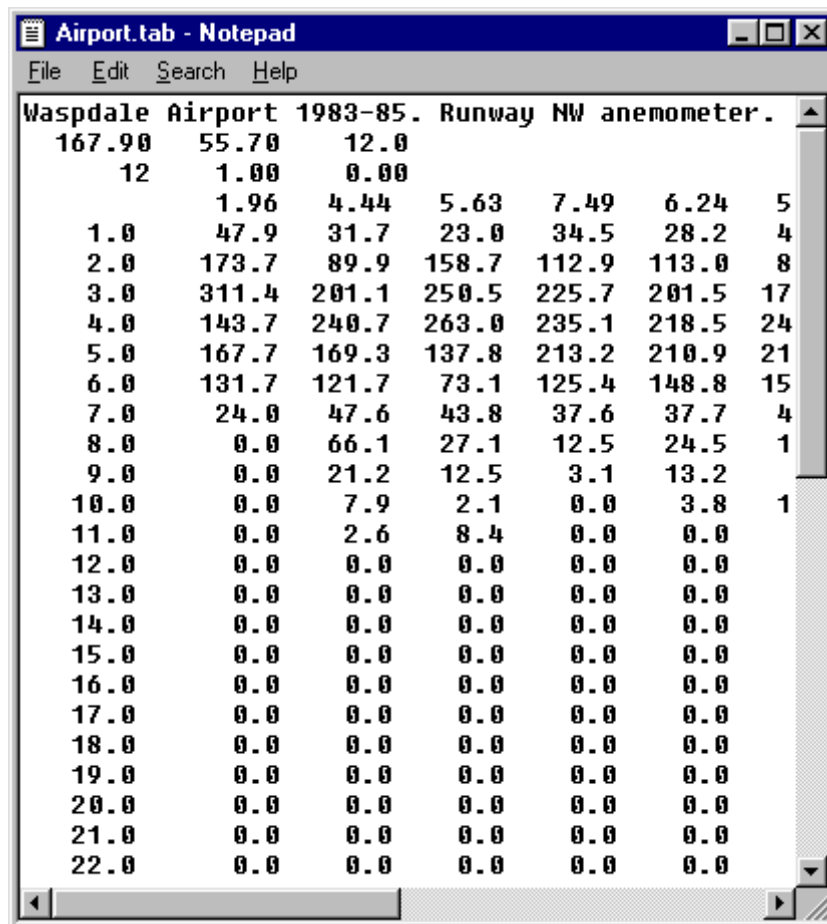 Airport.tab - Notepad
File Edit Search Help
Waspdale Airport 1983-85. Runway NW anemometer.
167.90 55.70 12.0
12 1.00 0.00
1.96 4.44 5.63 7.49 6.24 5
1.0 47.9 31.7 23.0 34.5 28.2 4
2.0 173.7 89.9 158.7 112.9 113.0 8
3.0 311.4 201.1 250.5 225.7 201.5 17
4.0 143.7 240.7 263.0 235.1 218.5 24
5.0 167.7 169.3 137.8 213.2 210.9 21
6.0 131.7 121.7 73.1 125.4 148.8 15
7.0 24.0 47.6 43.8 37.6 37.7 4
8.0 0.0 66.1 27.1 12.5 24.5 1
9.0 0.0 21.2 12.5 3.1 13.2
10.0 0.0 7.9 2.1 0.0 3.8 1
11.0 0.0 2.6 8.4 0.0 0.0
12.0 0.0 0.0 0.0 0.0 0.0
13.0 0.0 0.0 0.0 0.0 0.0
14.0 0.0 0.0 0.0 0.0 0.0
15.0 0.0 0.0 0.0 0.0 0.0
16.0 0.0 0.0 0.0 0.0 0.0
17.0 0.0 0.0 0.0 0.0 0.0
18.0 0.0 0.0 0.0 0.0 0.0
19.0 0.0 0.0 0.0 0.0 0.0
20.0 0.0 0.0 0.0 0.0 0.0
21.0 0.0 0.0 0.0 0.0 0.0
22.0 0.0 0.0 0.0 0.0 0.0